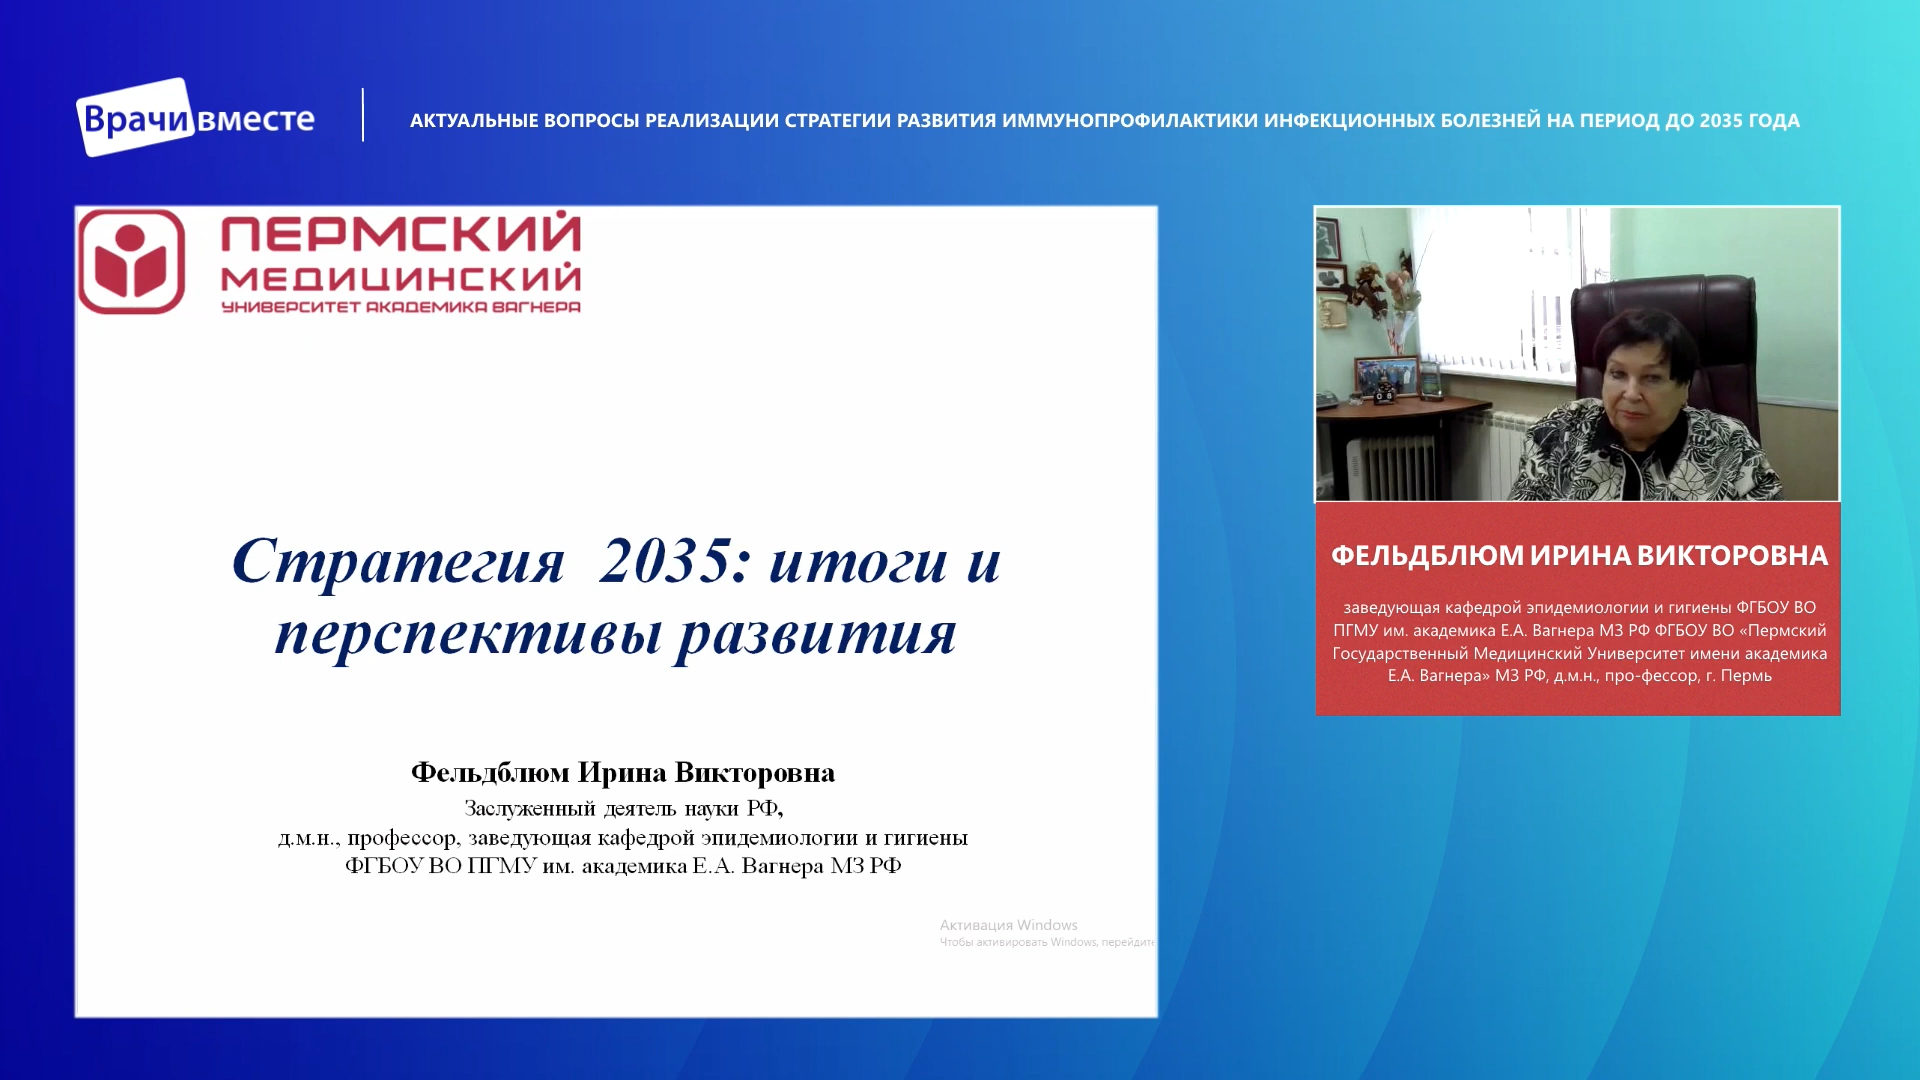 Врачи вместе
АКТУАЛЬНЫЕ ВОПРОСЫ РЕАЛИЗАЦИИ СТРАТЕГИИ РАЗВИТИЯ ИММУНОПРОФИЛАКТИКИ ИНФЕКЦИОННЫХ БОЛЕЗНЕЙ НА ПЕРИОД ДО 2035 ГОДА
ПЕРМСКИЙ
МЕДИЦИНСКИЙ
УНИВЕРСИТЕТ АКАДЕМИКА ВАГНЕРА
Стратегия 2035: итоги и
перспективы развития
Фельдблюм Ирина Викторовна
Заслуженный деятель науки РФ,
д.м.н., профессор, заведующая кафедрой эпидемиологии и гигиены
ФГБОУ ВО ПГМУ им. академика Е.А. Вагнера МЗ РФ
Активация Windows
Чтобы активировать Windows, перейдите
ФЕЛЬДБЛЮМ ИРИНА ВИКТОРОВНА
заведующая кафедрой эпидемиологии и гигиены ФГБОУ ВО
ПГМУ им. академика Е.А. Вагнера МЗ РФ ФГБОУ ВО «Пермский
Государственный Медицинский Университет имени академика
Е.А. Вагнера» МЗ РФ, д.м.н., про-фессор, г. Пермь